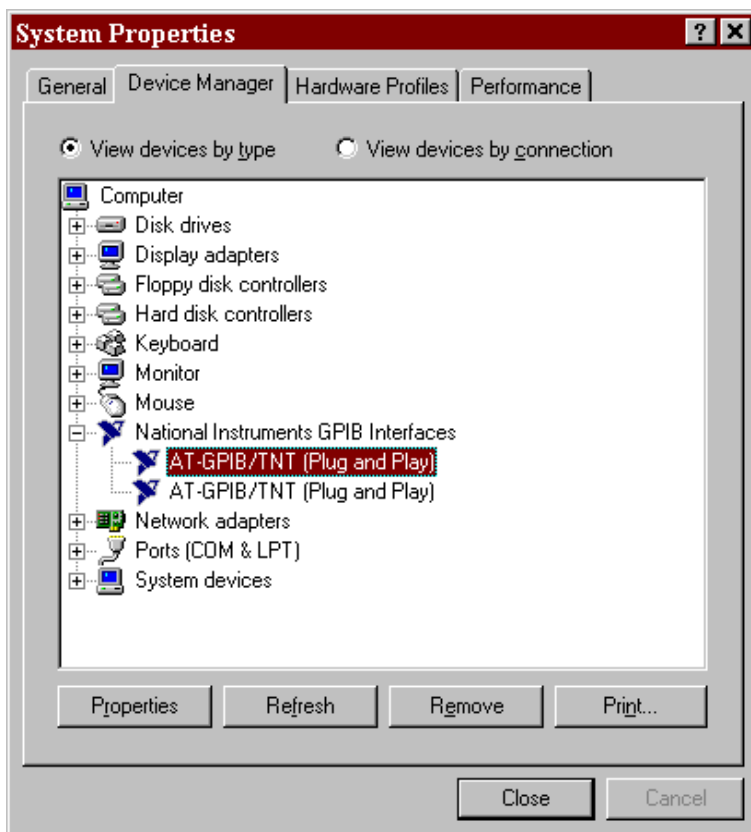 System Properties
General Device Manager Hardware Profiles Performance
View devices by type View devices by connection
Computer
Disk drives
Display adapters
Floppy disk controllers
Hard disk controllers
Keyboard
Monitor
Mouse
National Instruments GPIB Interfaces
AT-GPIB/TNT (Plug and Play)
AT-GPIB/TNT (Plug and Play)
Network adapters
Ports (COM & LPT)
System devices
Properties Refresh Remove Print...
Close Cancel